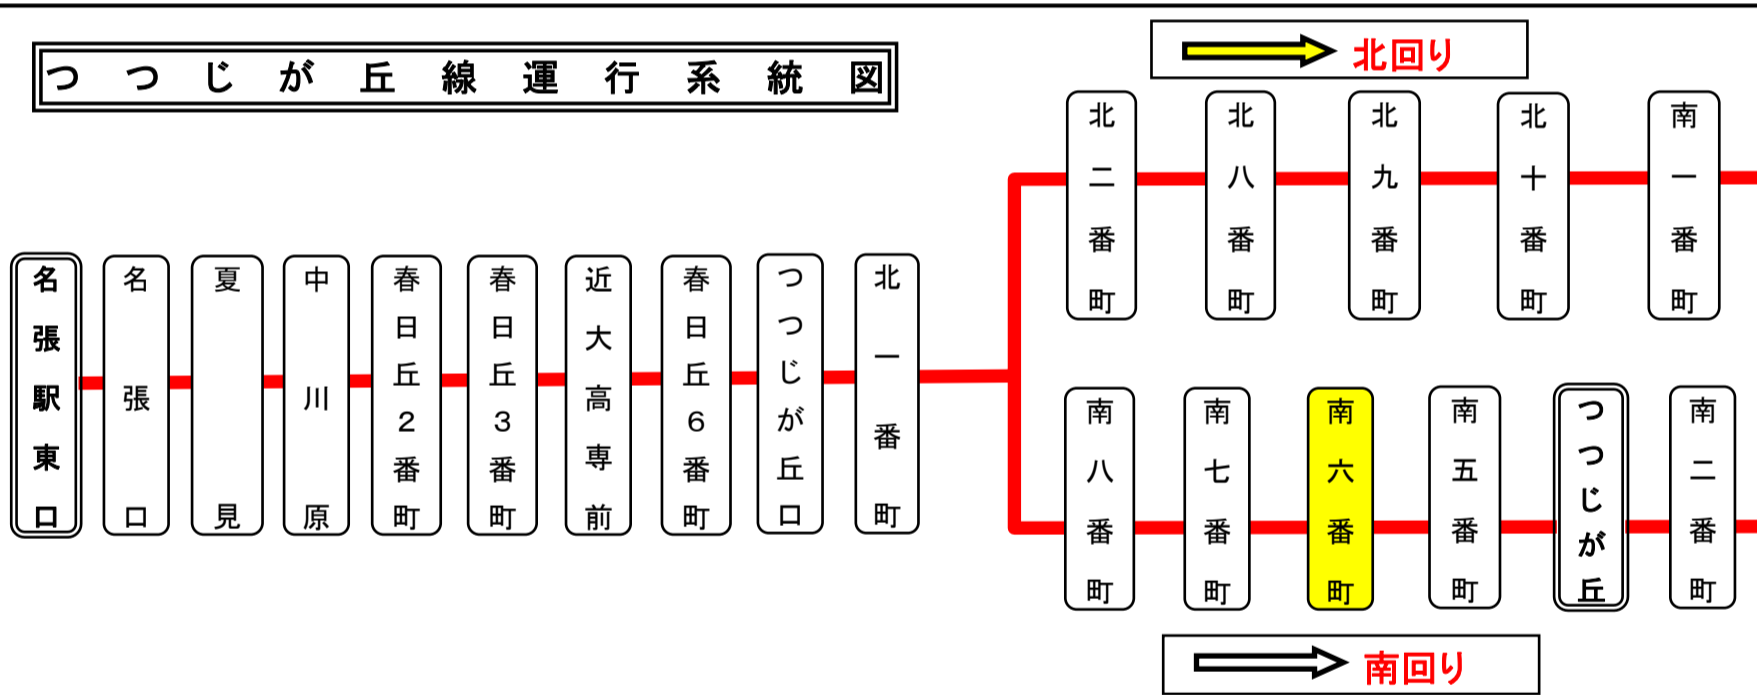 つつじが丘線運行系統図
北回り
北二番町
北八番町
北九番町
北十番町
南一番町
名張駅東口
名張口
夏見
中川原
春日丘2番町
春日丘3番町
近大高専前
春日丘6番町
つつじが丘口
北一番町
南八番町
南七番町
南六番町
南五番町
つつじが丘
南二番町
南回り